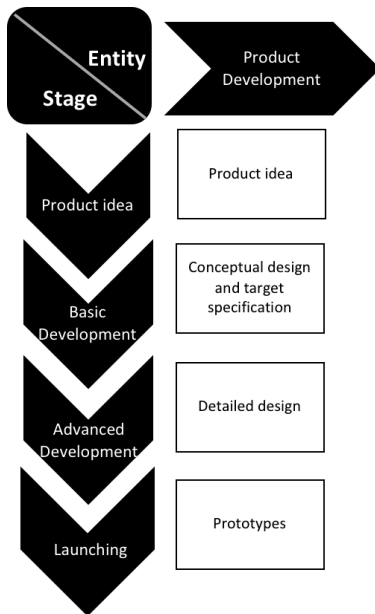 Entity
Stage
Product
Development
Product idea
Product idea
Basic
Development
Conceptual design
and target
specification
Advanced
Development
Detailed design
Launching
Prototypes